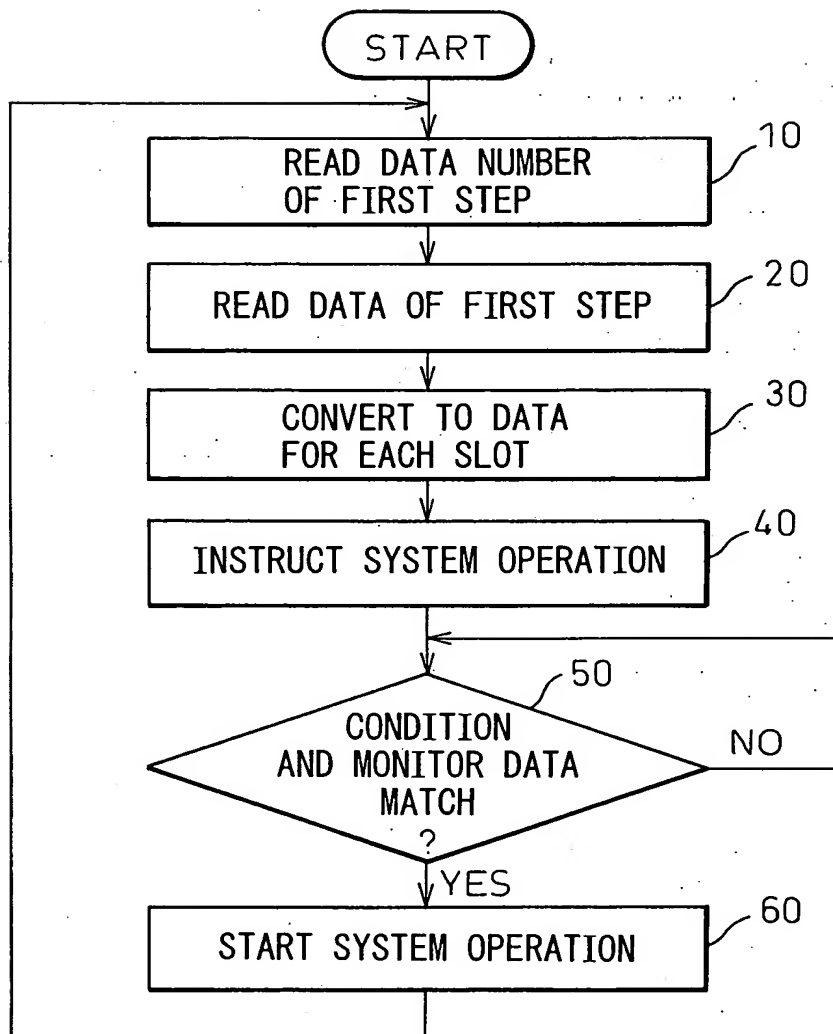 START
10
READ DATA NUMBER
OF FIRST STEP
20
READ DATA OF FIRST STEP
30
CONVERT TO DATA
FOR EACH SLOT
40
INSTRUCT SYSTEM OPERATION
50
CONDITION
AND MONITOR DATA
MATCH
?
NO
YES
60
START SYSTEM OPERATION